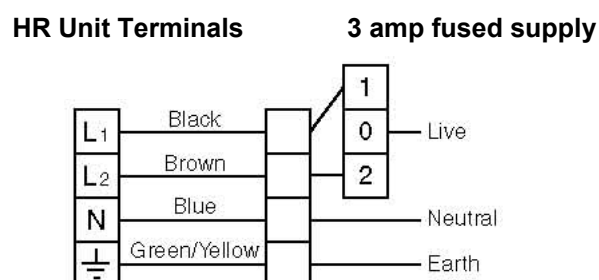 HR Unit Terminals 3 amp fused supply
1
L1 Black 0 Live
L2 Brown 2
N Blue Neutral
Green/Yellow Earth